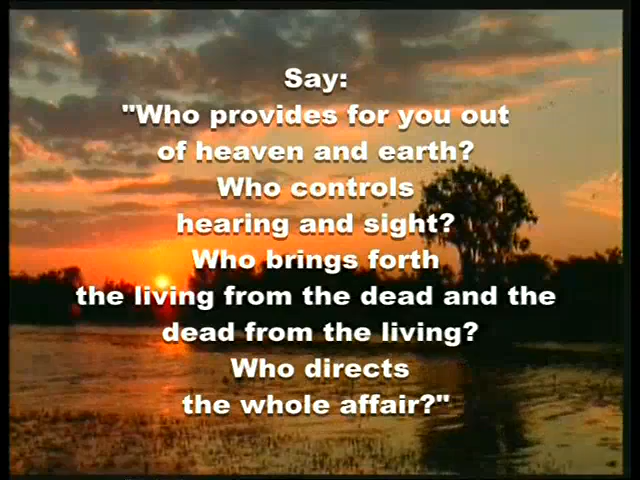 Say:
"Who provides for you out
of heaven and earth?
Who controls
hearing and sight?
Who brings forth
the living from the dead and the
dead from the living?
Who directs
the whole affair?"